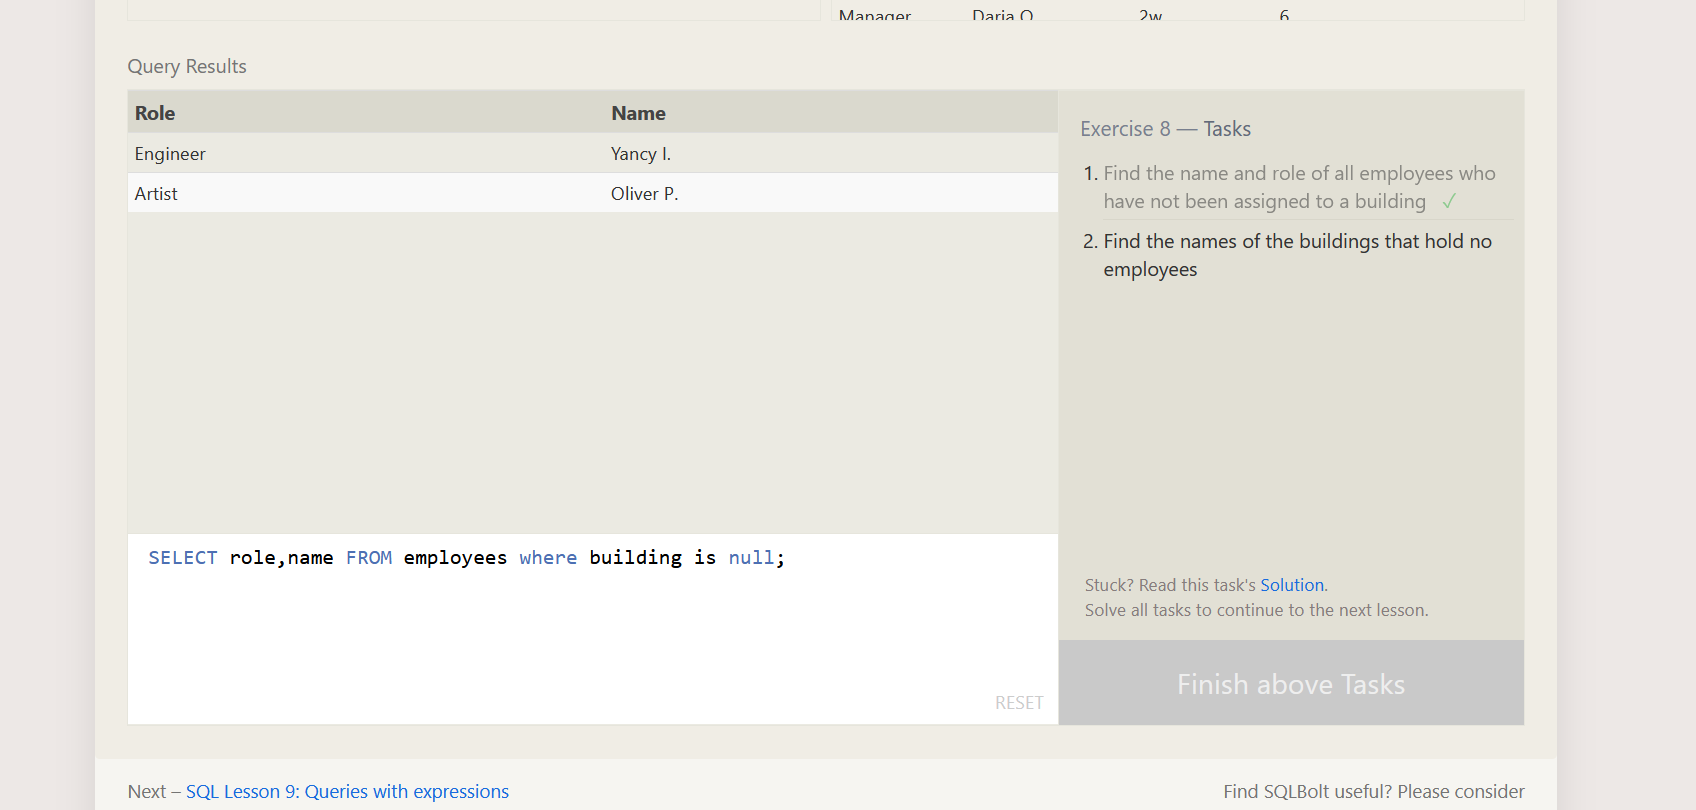 Manager Daria O. 2w 6
Query Results
Role Name
Engineer Yancy I.
Artist Oliver P.
SELECT role,name FROM employees where building is null;
RESET
Exercise 8 — Tasks
1. Find the name and role of all employees who
have not been assigned to a building ✓
2. Find the names of the buildings that hold no
employees
Stuck? Read this task's Solution.
Solve all tasks to continue to the next lesson.
Finish above Tasks
Next – SQL Lesson 9: Queries with expressions
Find SQLBolt useful? Please consider